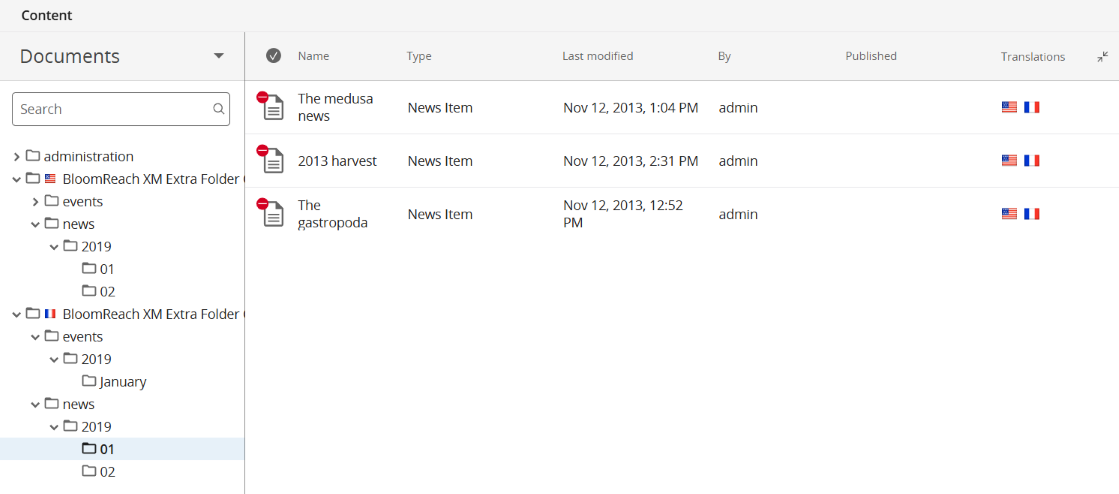 Content
Documents
Search
administration
BloomReach XM Extra Folder
events
news
2019
01
02
BloomReach XM Extra Folder
events
2019
January
news
2019
01
02
Name Type Last modified By Published Translations
The medusa
news
News Item Nov 12, 2013, 1:04 PM admin
2013 harvest News Item Nov 12, 2013, 2:31 PM admin
The
gastropoda
News Item Nov 12, 2013, 12:52
PM
admin